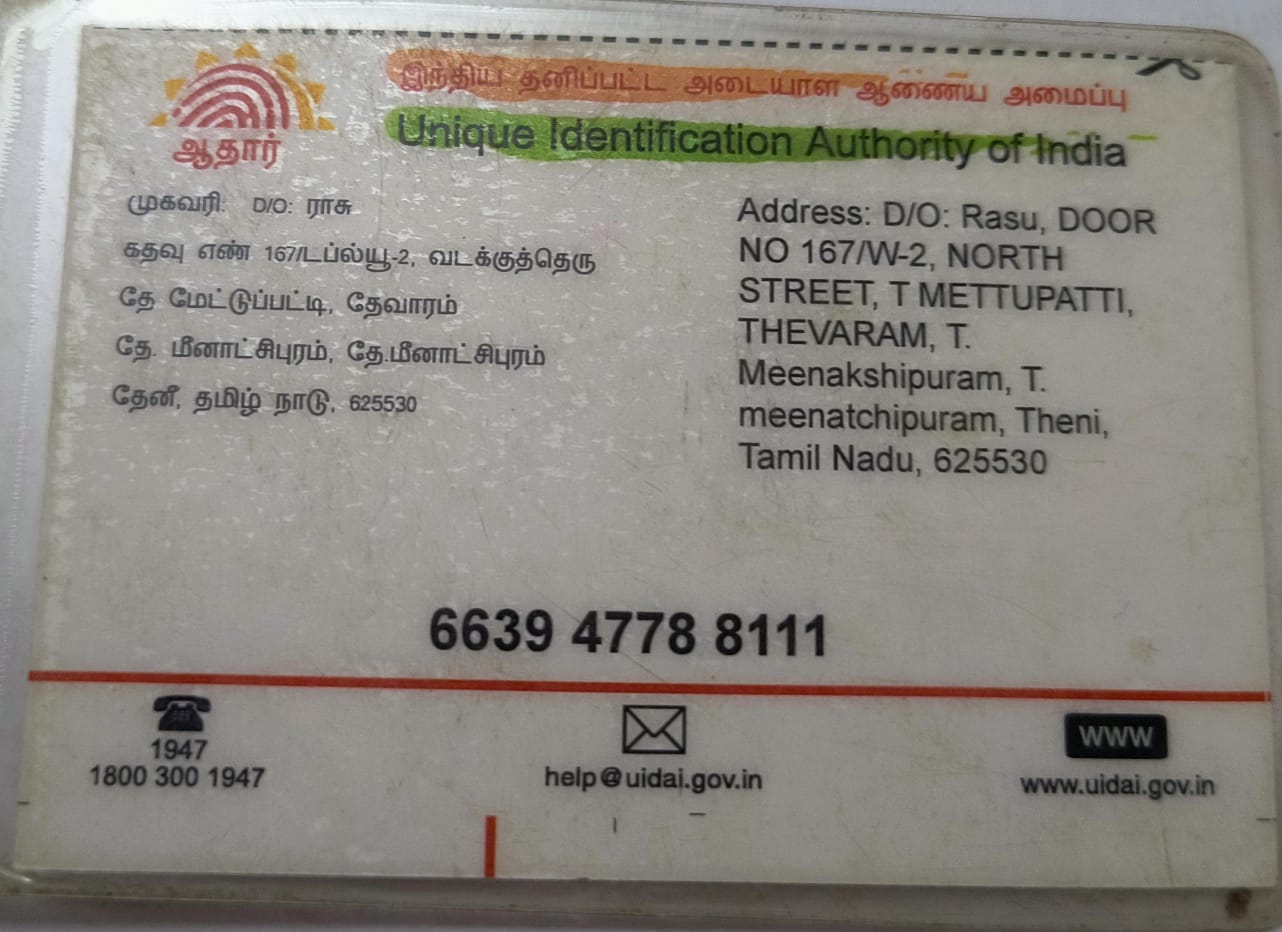 ஆதார்
இந்திய தனிப்பட்ட அடையாள ஆணைய அமைப்பு
Unique Identification Authority of India
முகவரி: D/O: ராசு
கதவு எண் 167/டப்ல்யூ-2, வடக்குத்தெரு
தே மேட்டுப்பட்டி, தேவாரம்
தே. மீனாட்சிபுரம், தே.மீனாட்சிபுரம்
தேனீ, தமிழ் நாடு, 625530
Address: D/O: Rasu, DOOR
NO 167/W-2, NORTH
STREET, T METTUPATTI,
THEVARAM, T.
Meenakshipuram, T.
meenatchipuram, Theni,
Tamil Nadu, 625530
6639 4778 8111
1947
1800 300 1947
help@uidai.gov.in
WWW
www.uidai.gov.in